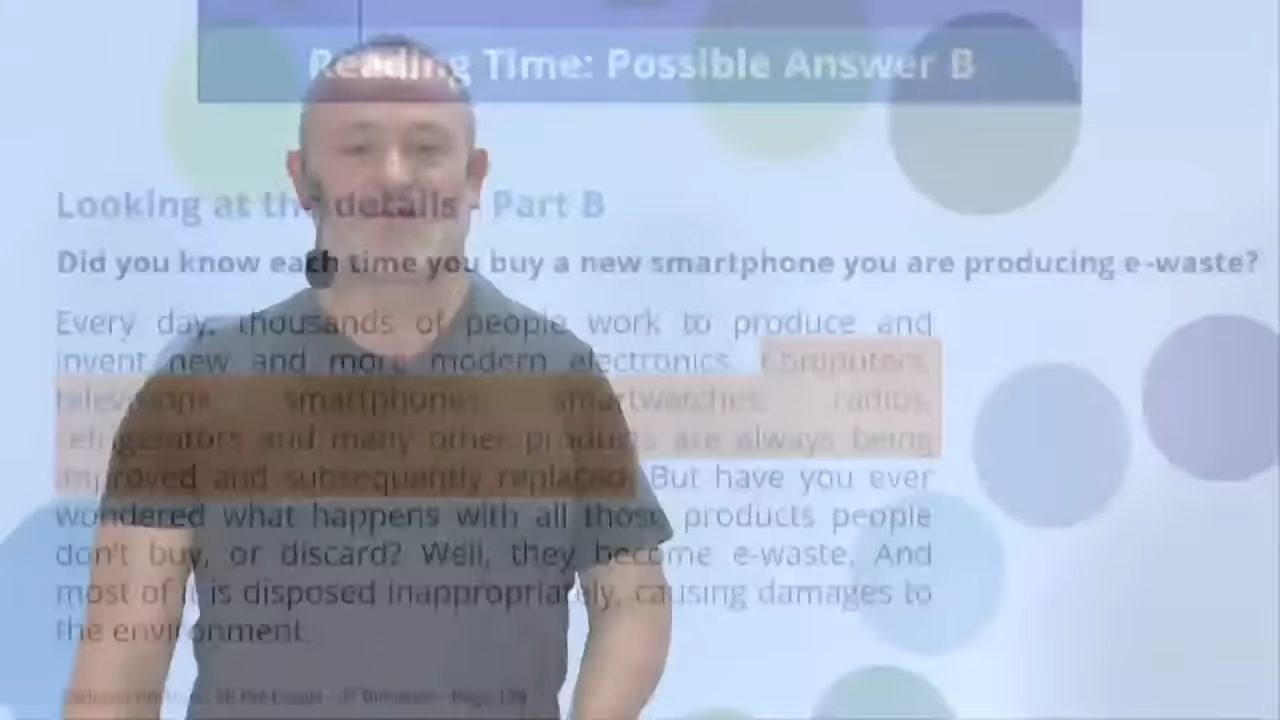 Reading Time: Possible Answer B
Looking at the details - Part B
Did you know each time you buy a new smartphone you are producing e-waste?
Every day, thousands of people work to produce and
invent new and more modern electronics. Computers,
televisions smartphones smartwatches radios,
refrigerators and many other products are always being
improved and subsequently replaced. But have you ever
wondered what happens with all those products people
don't buy, or discard? Well, they become e-waste. And
most of it is disposed inappropriately, causing damages to
the environment.